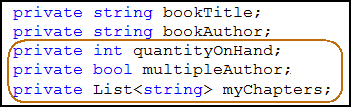 private string bookTitle;
private string bookAuthor;
private int quantityOnHand;
private bool multipleAuthor;
private List<string> myChapters;